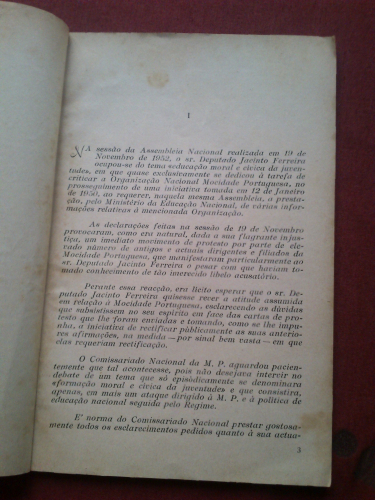 I
NA sessão da Assembleia Nacional realizada em 19 de
Novembro de 1952, o sr. Deputado Jacinto Ferreira
ocupou-se do tema «educação moral e cívica da juven-
tude», em que quase exclusivamente se dedicou à tarefa de
criticar a Organização Nacional Mocidade Portuguesa, no
prosseguimento de uma iniciativa tomada em 12 de Janeiro
de 1950, ao requerer, naquela mesma Assembleia, a presta-
ção, pelo Ministério da Educação Nacional, de várias infor-
mações relativas à mencionada Organização.
As declarações feitas na sessão de 19 de Novembro
provocaram, como era natural, dada a sua flagrante injus-
tiça, um imediato movimento de protesto por parte de ele-
vado número de antigos e actuais dirigentes e filiados da
Mocidade Portuguesa, que manifestaram particularmente ao
sr. Deputado Jacinto Ferreira o pesar com que haviam to-
mado conhecimento de tão imerecido libelo acusatório.
Perante essa reacção, era lícito esperar que o sr. De-
putado Jacinto Ferreira quisesse rever a atitude assumida
em relação à Mocidade Portuguesa, esclarecendo as dúvidas
que subsistissem no seu espírito em face das cartas de pro-
testo que lhe foram enviadas e tomando, como se lhe impu-
nha, a iniciativa de rectificar públicamente as suas anterio-
res afirmações, na medida — por sinal bem vasta — em que
elas requeriam rectificação.
O Comissariado Nacional da M. P. aguardou pacien-
temente que tal acontecesse, pois não desejava intervir no
debate de um tema que só episòdicamente se denominara
«formação moral e cívica da juventude» e que consistira,
apenas, em mais um ataque dirigido à M. P. e à política de
educação nacional seguida pelo Regime.
E' norma do Comissariado Nacional prestar gostosa-
mente todos os esclarecimentos pedidos quanto à sua actua-
3